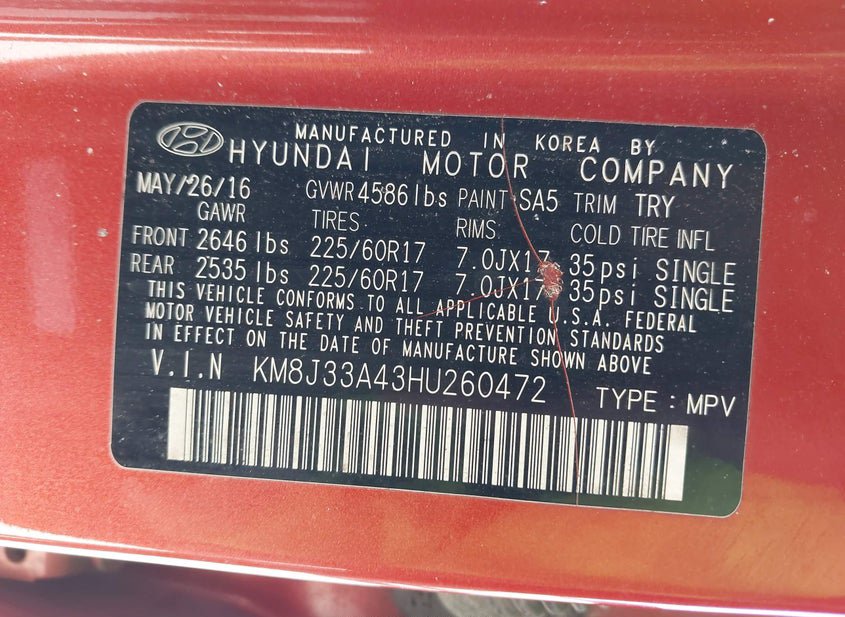 MANUFACTURED IN KOREA BY
HYUNDAI MOTOR COMPANY
MAY/26/16 GVWR 4586 lbs PAINT SA5 TRIM TRY
GAWR TIRES: RIMS: COLD TIRE INFL
FRONT 2646 lbs 225/60R17 7.0JX17 35psi SINGLE
REAR 2535 lbs 225/60R17 7.0JX17 35psi SINGLE
THIS VEHICLE CONFORMS TO ALL APPLICABLE U.S.A. FEDERAL
MOTOR VEHICLE SAFETY AND THEFT PREVENTION STANDARDS
IN EFFECT ON THE DATE OF MANUFACTURE SHOWN ABOVE
V.I.N KM8J33A43HU260472 TYPE : MPV